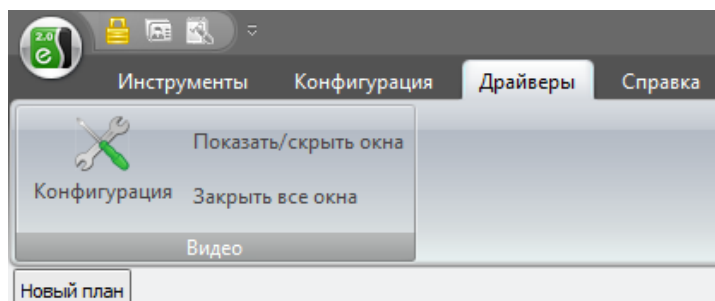 2.0
e
Инструменты Конфигурация Драйверы Справка
Показать/скрыть окна
Конфигурация
Закрыть все окна
Видео
Новый план